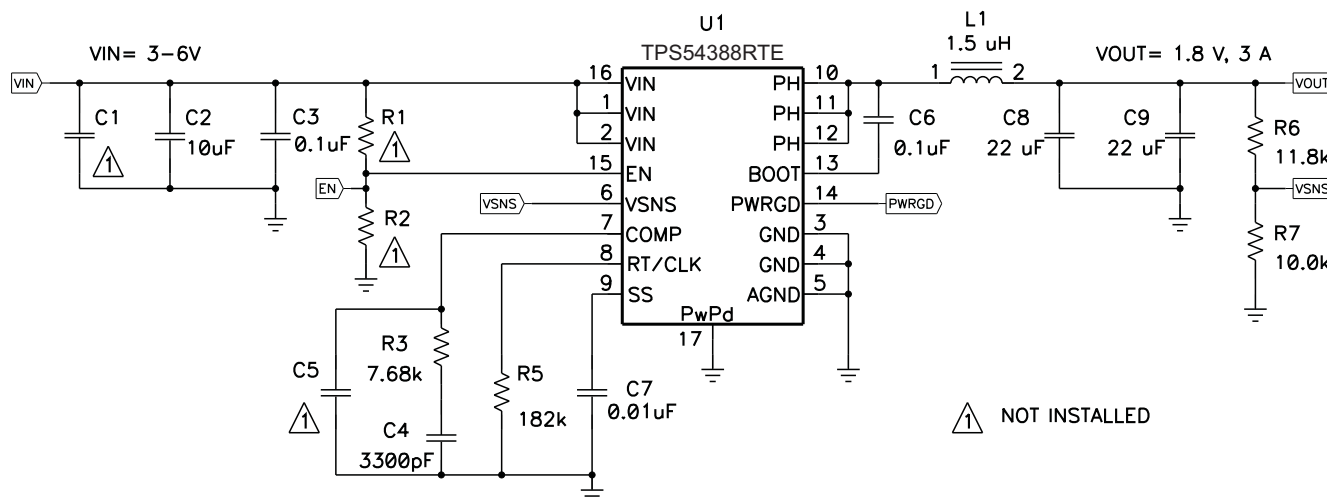 U1
TPS54388RTE
L1
1.5 uH
VIN= 3-6V
VOUT= 1.8 V, 3 A
VIN
16 VIN
1 VIN
2 VIN
15 EN
6 VSNS
7 COMP
8 RT/CLK
9 SS
PH 10
PH 11
PH 12
BOOT 13
PWRGD 14
GND 3
GND 4
AGND 5
PwPd
17
1 2
VOUT
C1
1
C2
10uF
C3
0.1uF
R1
1
EN
R2
1
VSNS
C6
0.1uF
PWRGD
C8
22 uF
C9
22 uF
R6
11.8k
VSNS
R7
10.0k
C5
1
R3
7.68k
C4
3300pF
R5
182k
C7
0.01uF
1 NOT INSTALLED